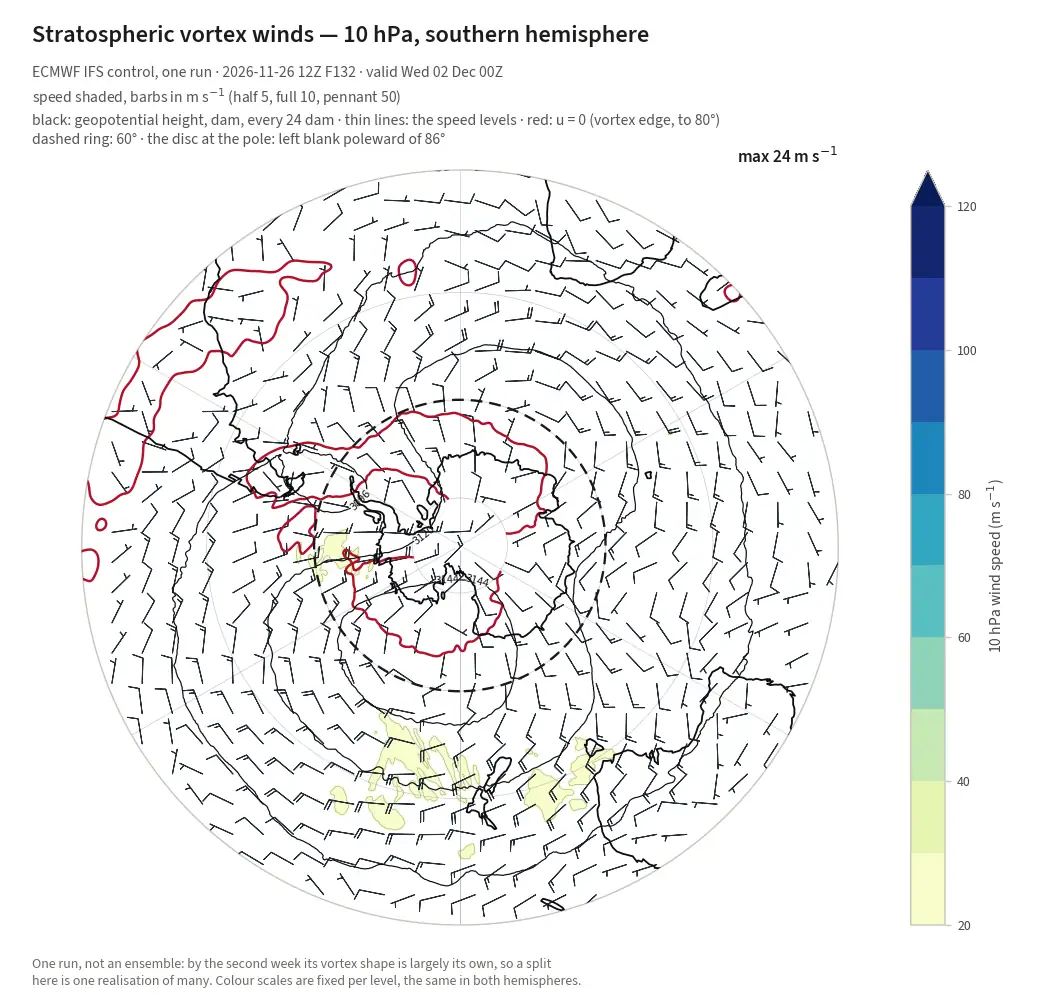 Stratospheric vortex winds — 10 hPa, southern hemisphere
ECMWF IFS control, one run · 2026-11-26 12Z F132 · valid Wed 02 Dec 00Z
speed shaded, barbs in m s⁻¹ (half 5, full 10, pennant 50)
black: geopotential height, dam, every 24 dam · thin lines: the speed levels · red: u = 0 (vortex edge, to 80°)
dashed ring: 60° · the disc at the pole: left blank poleward of 86°
max 24 m s⁻¹
120
100
80
60
40
20
10 hPa wind speed (m s⁻¹)
3144
3144
One run, not an ensemble: by the second week its vortex shape is largely its own, so a split
here is one realisation of many. Colour scales are fixed per level, the same in both hemispheres.